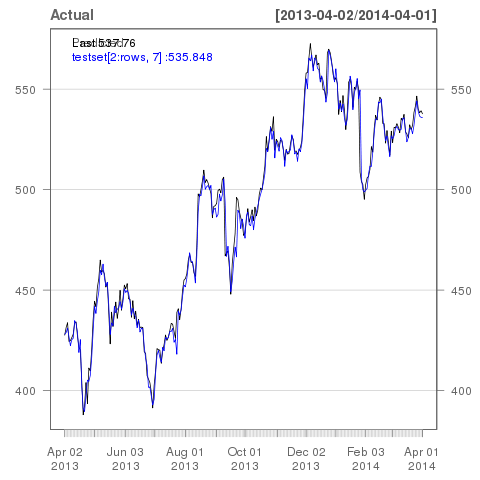 Actual [2013-04-02/2014-04-01]
537.76
testset[2:rows, 7] :535.848
550 550
500 500
450 450
400 400
Apr 02 Jun 03 Aug 01 Oct 01 Dec 02 Feb 03 Apr 01
2013 2013 2013 2013 2013 2014 2014